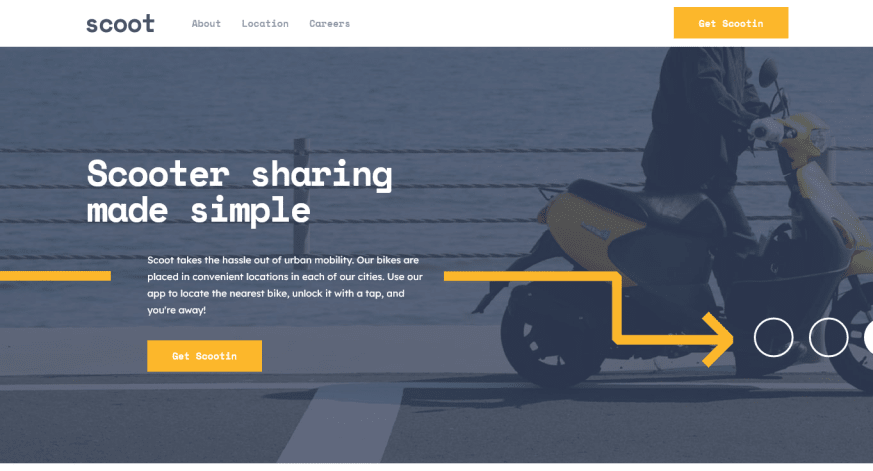 scoot
About
Location
Careers
Get Scootin
Scooter sharing
made simple
Scoot takes the hassle out of urban mobility. Our bikes are
placed in convenient locations in each of our cities. Use our
app to locate the nearest bike, unlock it with a tap, and
you're away!
Get Scootin